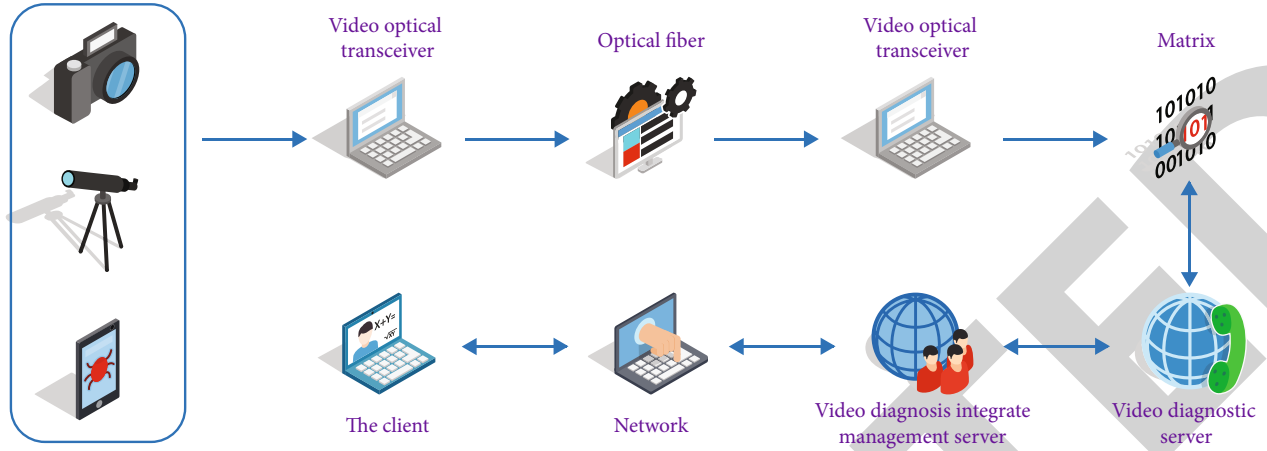 Video optical
transceiver
Optical fiber
Video optical
transceiver
Matrix
101010
101
001010
X+Y=
The client
Network
Video diagnosis integrate
management server
Video diagnostic
server